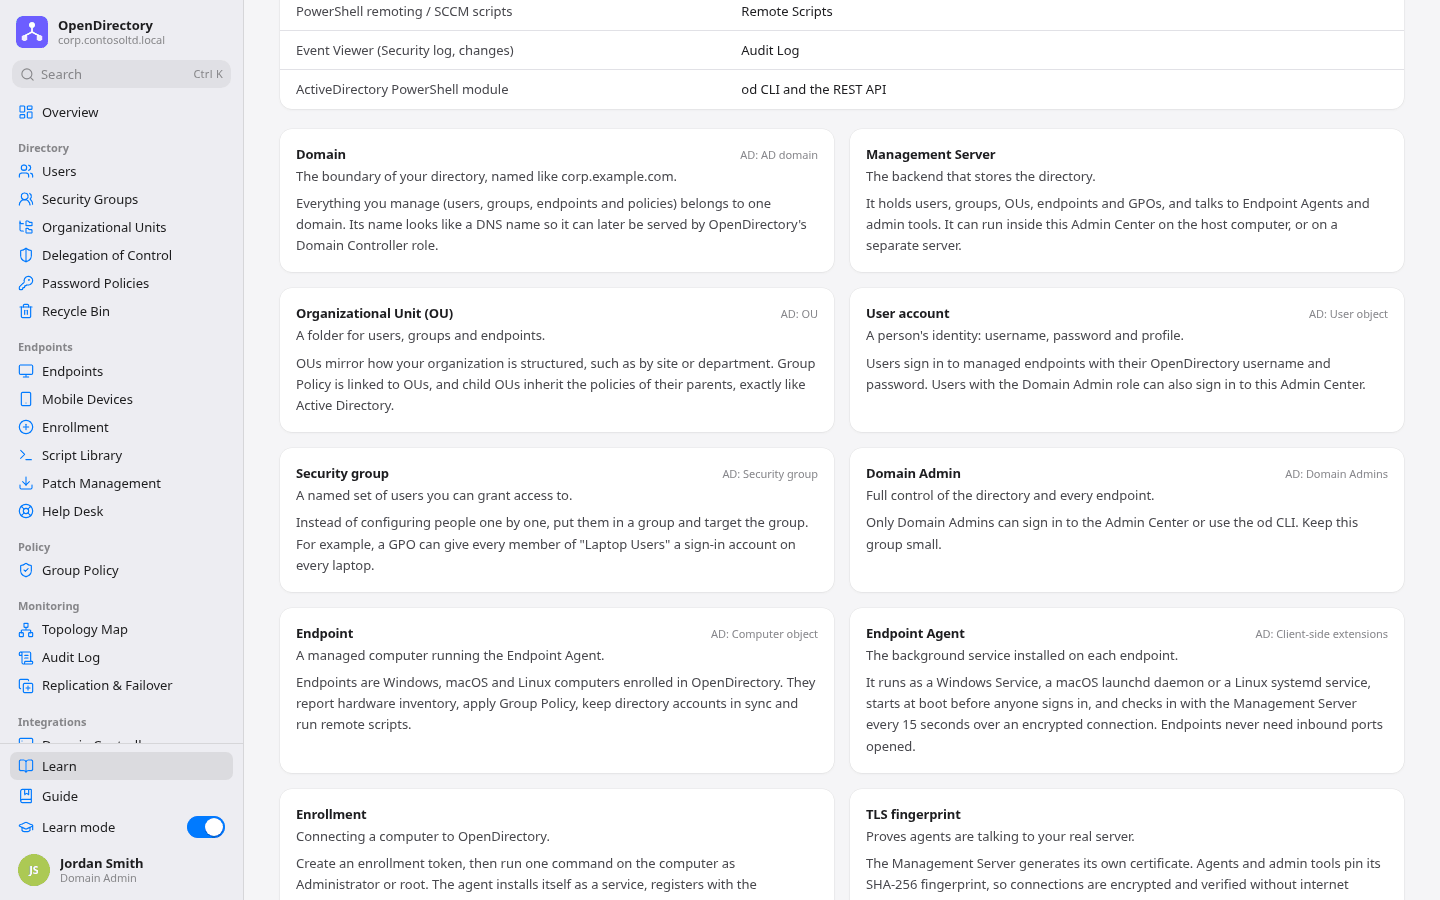 OpenDirectory
corp.contosoltd.local
Search
Ctrl K
Overview
Directory
Users
Security Groups
Organizational Units
Delegation of Control
Password Policies
Recycle Bin
Endpoints
Endpoints
Mobile Devices
Enrollment
Script Library
Patch Management
Help Desk
Policy
Group Policy
Monitoring
Topology Map
Audit Log
Replication & Failover
Integrations
Learn
Guide
Learn mode
JS
Jordan Smith
Domain Admin
PowerShell remoting / SCCM scripts
Remote Scripts
Event Viewer (Security log, changes)
Audit Log
ActiveDirectory PowerShell module
od CLI and the REST API
Domain
AD: AD domain
The boundary of your directory, named like corp.example.com.
Everything you manage (users, groups, endpoints and policies) belongs to one
domain. Its name looks like a DNS name so it can later be served by OpenDirectory's
Domain Controller role.
Management Server
The backend that stores the directory.
It holds users, groups, OUs, endpoints and GPOs, and talks to Endpoint Agents and
admin tools. It can run inside this Admin Center on the host computer, or on a
separate server.
Organizational Unit (OU)
AD: OU
A folder for users, groups and endpoints.
OUs mirror how your organization is structured, such as by site or department. Group
Policy is linked to OUs, and child OUs inherit the policies of their parents, exactly like
Active Directory.
User account
AD: User object
A person's identity: username, password and profile.
Users sign in to managed endpoints with their OpenDirectory username and
password. Users with the Domain Admin role can also sign in to this Admin Center.
Security group
AD: Security group
A named set of users you can grant access to.
Instead of configuring people one by one, put them in a group and target the group.
For example, a GPO can give every member of "Laptop Users" a sign-in account on
every laptop.
Domain Admin
AD: Domain Admins
Full control of the directory and every endpoint.
Only Domain Admins can sign in to the Admin Center or use the od CLI. Keep this
group small.
Endpoint
AD: Computer object
A managed computer running the Endpoint Agent.
Endpoints are Windows, macOS and Linux computers enrolled in OpenDirectory. They
report hardware inventory, apply Group Policy, keep directory accounts in sync and
run remote scripts.
Endpoint Agent
AD: Client-side extensions
The background service installed on each endpoint.
It runs as a Windows Service, a macOS launchd daemon or a Linux systemd service,
starts at boot before anyone signs in, and checks in with the Management Server
every 15 seconds over an encrypted connection. Endpoints never need inbound ports
opened.
Enrollment
Connecting a computer to OpenDirectory.
Create an enrollment token, then run one command on the computer as
Administrator or root. The agent installs itself as a service, registers with the
TLS fingerprint
Proves agents are talking to your real server.
The Management Server generates its own certificate. Agents and admin tools pin its
SHA-256 fingerprint, so connections are encrypted and verified without internet